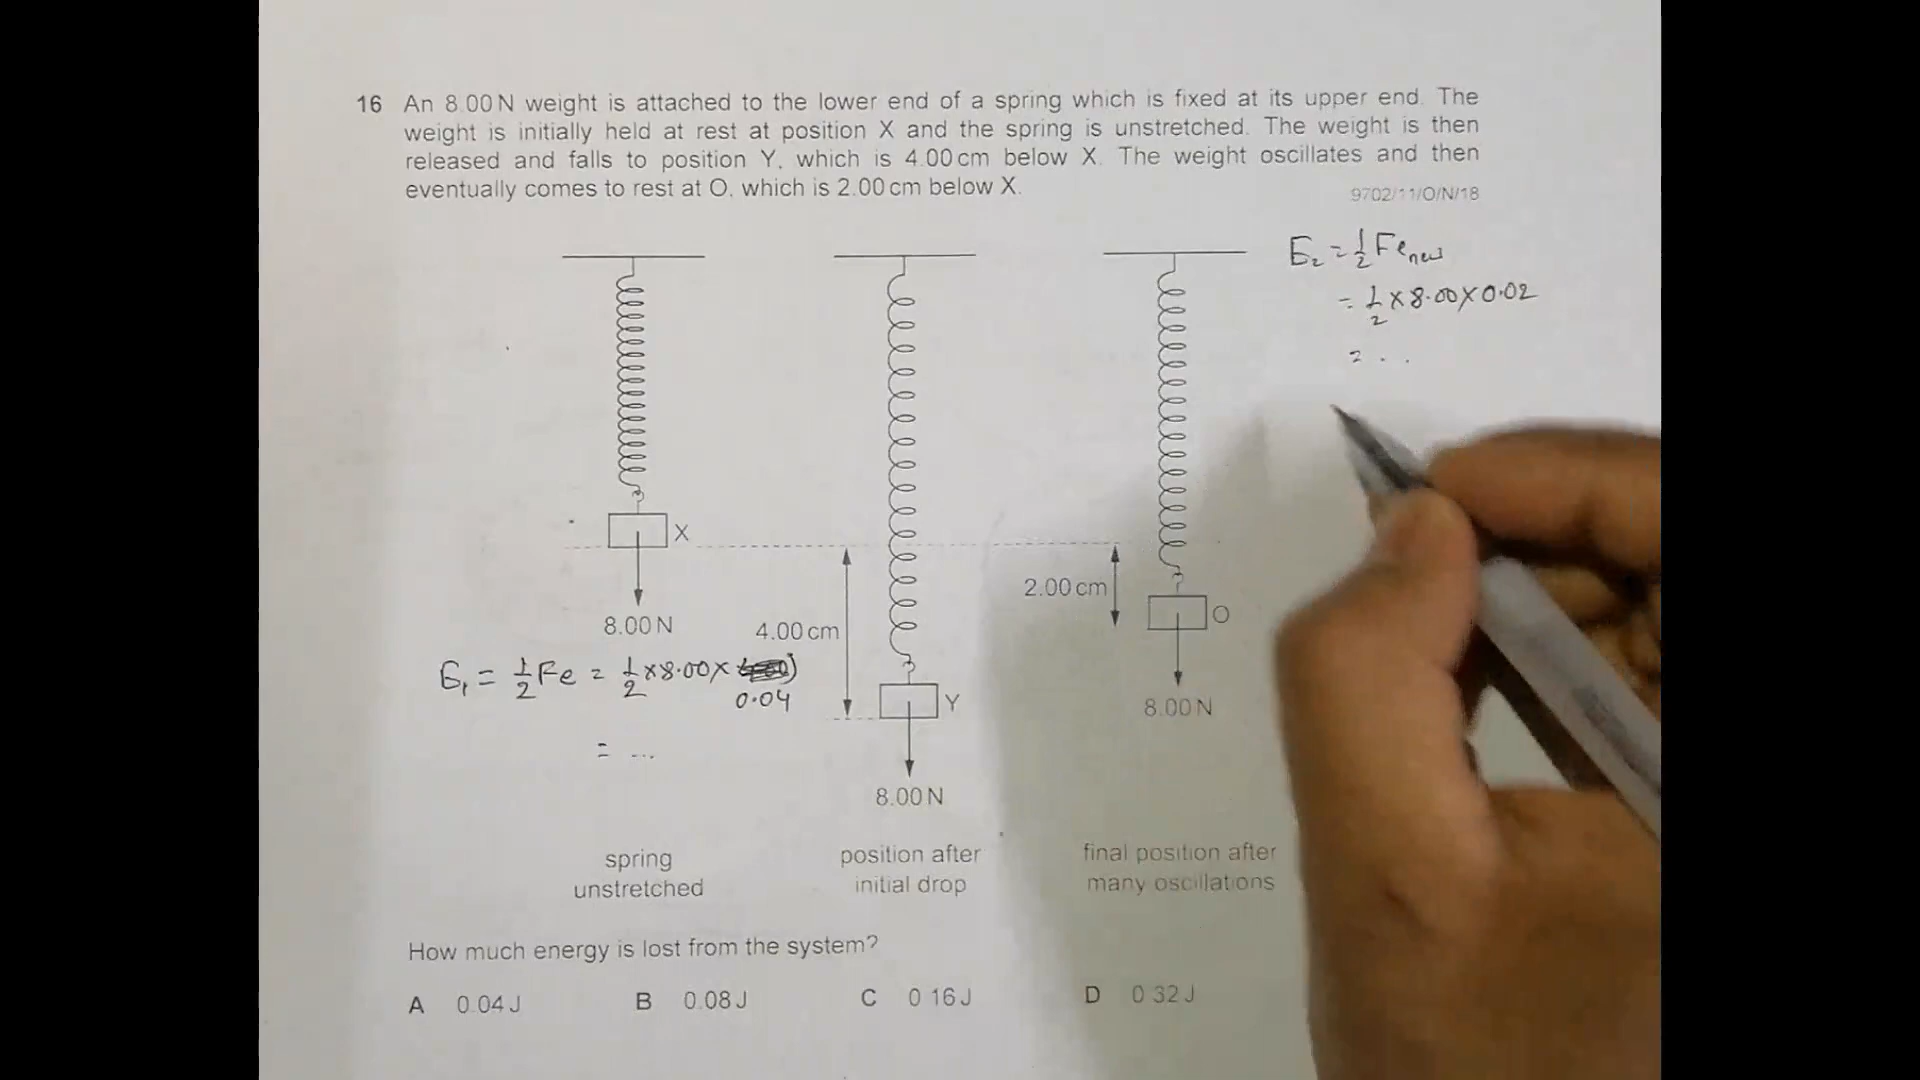 16 An 8.00 N weight is attached to the lower end of a spring which is fixed at its upper end. The
weight is initially held at rest at position X and the spring is unstretched. The weight is then
released and falls to position Y, which is 4.00 cm below X. The weight oscillates and then
eventually comes to rest at O, which is 2.00 cm below X.
9702/11/O/N/18
E₂ = 1/2 Fe new
= 1/2 × 8.00 × 0.02
= ..
X
8.00 N
4.00 cm
Y
8.00 N
2.00 cm
O
8.00 N
E₁ = 1/2 Fe = 1/2 × 8.00 ×
0.04
= ...
spring
unstretched
position after
initial drop
final position after
many oscillations
How much energy is lost from the system?
A 0.04 J B 0.08 J C 0 16 J D 0 32 J